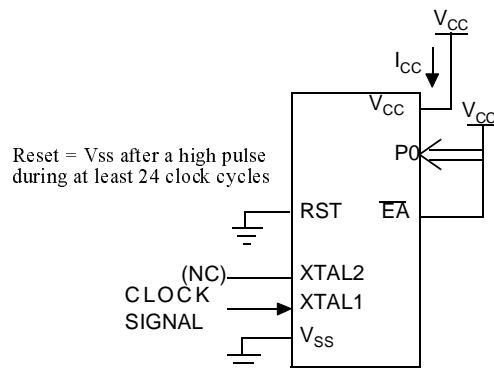 VCC
ICC
VCC
VCC
P0
Reset = Vss after a high pulse
during at least 24 clock cycles
RST
EA
(NC)
XTAL2
CLOCK
XTAL1
SIGNAL
VSS